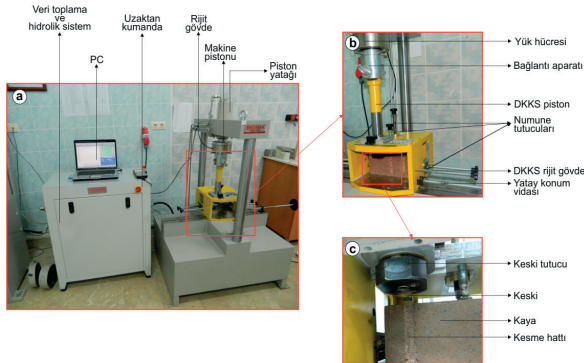 Veri toplama
ve
hidrolik sistem
PC
Uzaktan
kumanda
Rijit
gövde
Makine
pistonu
Piston
yatağı
a
b
Yük hücresi
Bağlantı aparatı
DKKS piston
Numune
tutucuları
DKKS rijit gövde
Yatay konum
vidası
c
Keski tutucu
Keski
Kaya
Kesme hattı